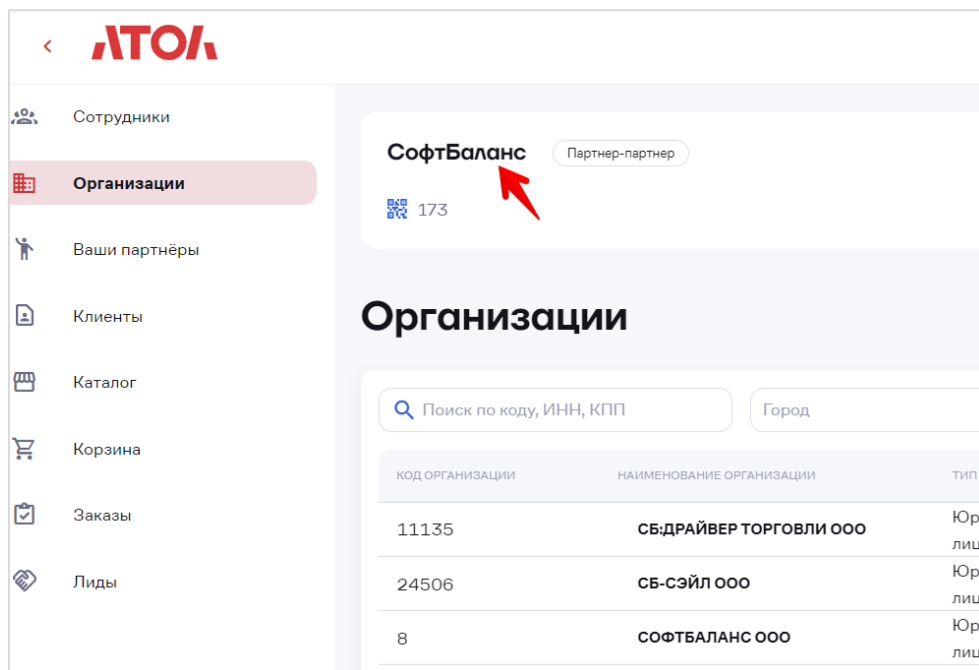 АТОЛ
Сотрудники
Организации
Ваши партнёры
Клиенты
Каталог
Корзина
Заказы
Лиды
СофтБаланс
Партнер-партнер
173
Организации
Поиск по коду, ИНН, КПП
Город
КОД ОРГАНИЗАЦИИ НАИМЕНОВАНИЕ ОРГАНИЗАЦИИ ТИП
11135 СБ:ДРАЙВЕР ТОРГОВЛИ ООО Юр
лиц
24506 СБ-СЭЙЛ ООО Юр
лиц
8 СОФТБАЛАНС ООО Юр
лиц